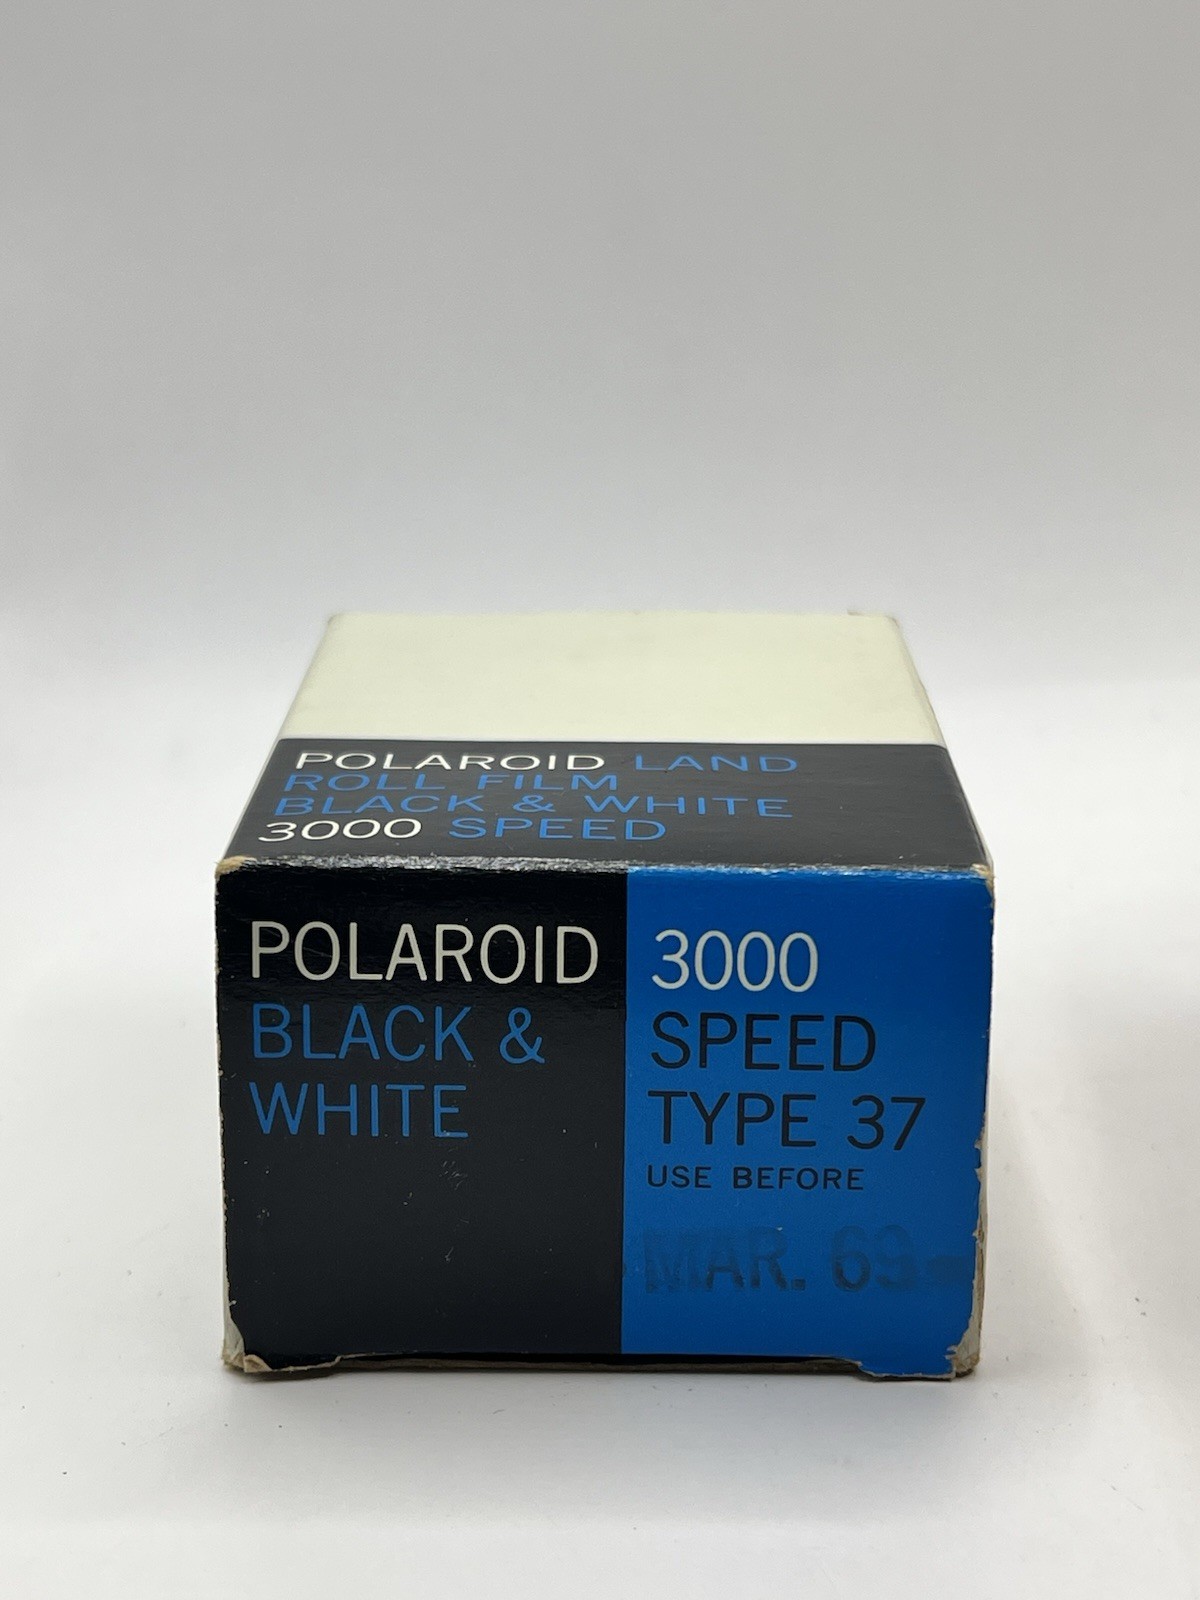 POLAROID LAND
ROLL FILM
BLACK & WHITE
3000 SPEED
POLAROID
BLACK &
WHITE
3000
SPEED
TYPE 37
USE BEFORE
MAR. 69